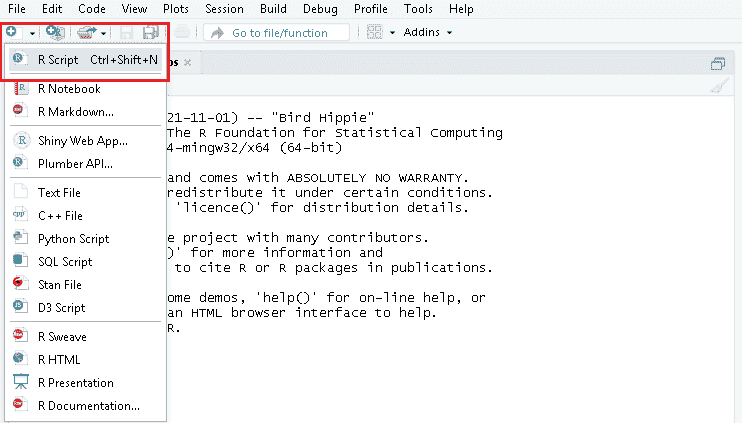 File Edit Code View Plots Session Build Debug Profile Tools Help
Go to file/function Addins
R Script Ctrl+Shift+N
R Notebook
R Markdown...
21-11-01) -- "Bird Hippie"
The R Foundation for Statistical Computing
Shiny Web App...
4-mingw32/x64 (64-bit)
Plumber API...
and comes with ABSOLUTELY NO WARRANTY.
Text File
redistribute it under certain conditions.
'licence()' for distribution details.
C++ File
Python Script
project with many contributors.
)' for more information and
SQL Script
to cite R or R packages in publications.
Stan File
ome demos, 'help()' for on-line help, or
D3 Script
an HTML browser interface to help.
R.
R Sweave
R HTML
R Presentation
R Documentation...